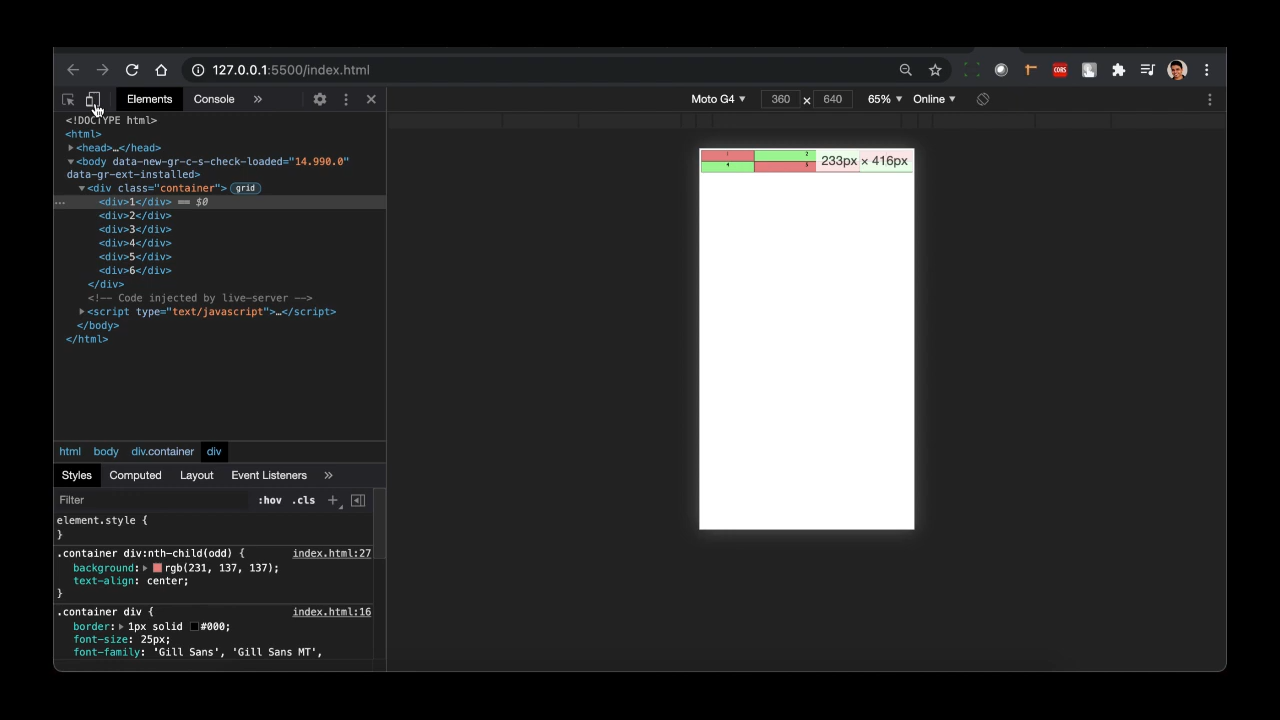 127.0.0.1:5500/index.html
CORS
Elements Console »
Moto G4 ▼ 360 x 640 65% ▼ Online ▼
<!DOCTYPE html>
<html>
▶<head>…</head>
▼<body data-new-gr-c-s-check-loaded="14.990.0"
data-gr-ext-installed>
▼<div class="container"> grid
… <div>1</div> == $0
<div>2</div>
<div>3</div>
<div>4</div>
<div>5</div>
<div>6</div>
</div>
<!-- Code injected by live-server -->
▶<script type="text/javascript">…</script>
</body>
</html>
1 2 233px × 416px
4
html body div.container div
Styles Computed Layout Event Listeners »
Filter :hov .cls +
element.style {
}
.container div:nth-child(odd) { index.html:27
background:▶ rgb(231, 137, 137);
text-align: center;
}
.container div { index.html:16
border:▶ 1px solid #000;
font-size: 25px;
font-family: 'Gill Sans', 'Gill Sans MT',